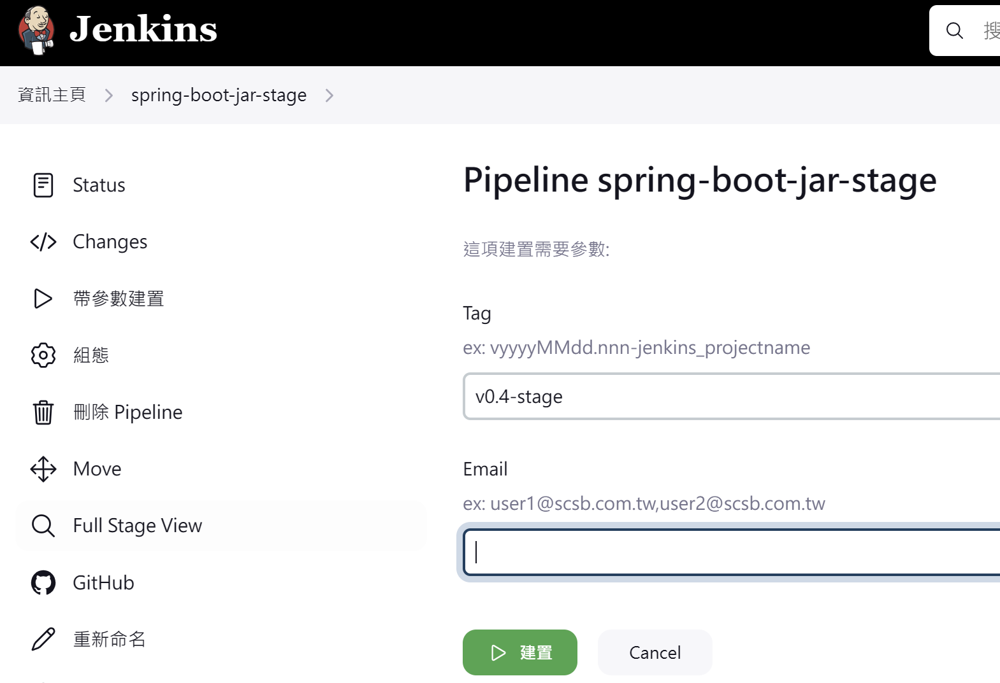 Jenkins
搜
資訊主頁
spring-boot-jar-stage
Status
Changes
帶參數建置
組態
刪除 Pipeline
Move
Full Stage View
GitHub
重新命名
Pipeline spring-boot-jar-stage
這項建置需要參數:
Tag
ex: vyyyyMMdd.nnn-jenkins_projectname
v0.4-stage
Email
ex: user1@scsb.com.tw,user2@scsb.com.tw
建置
Cancel